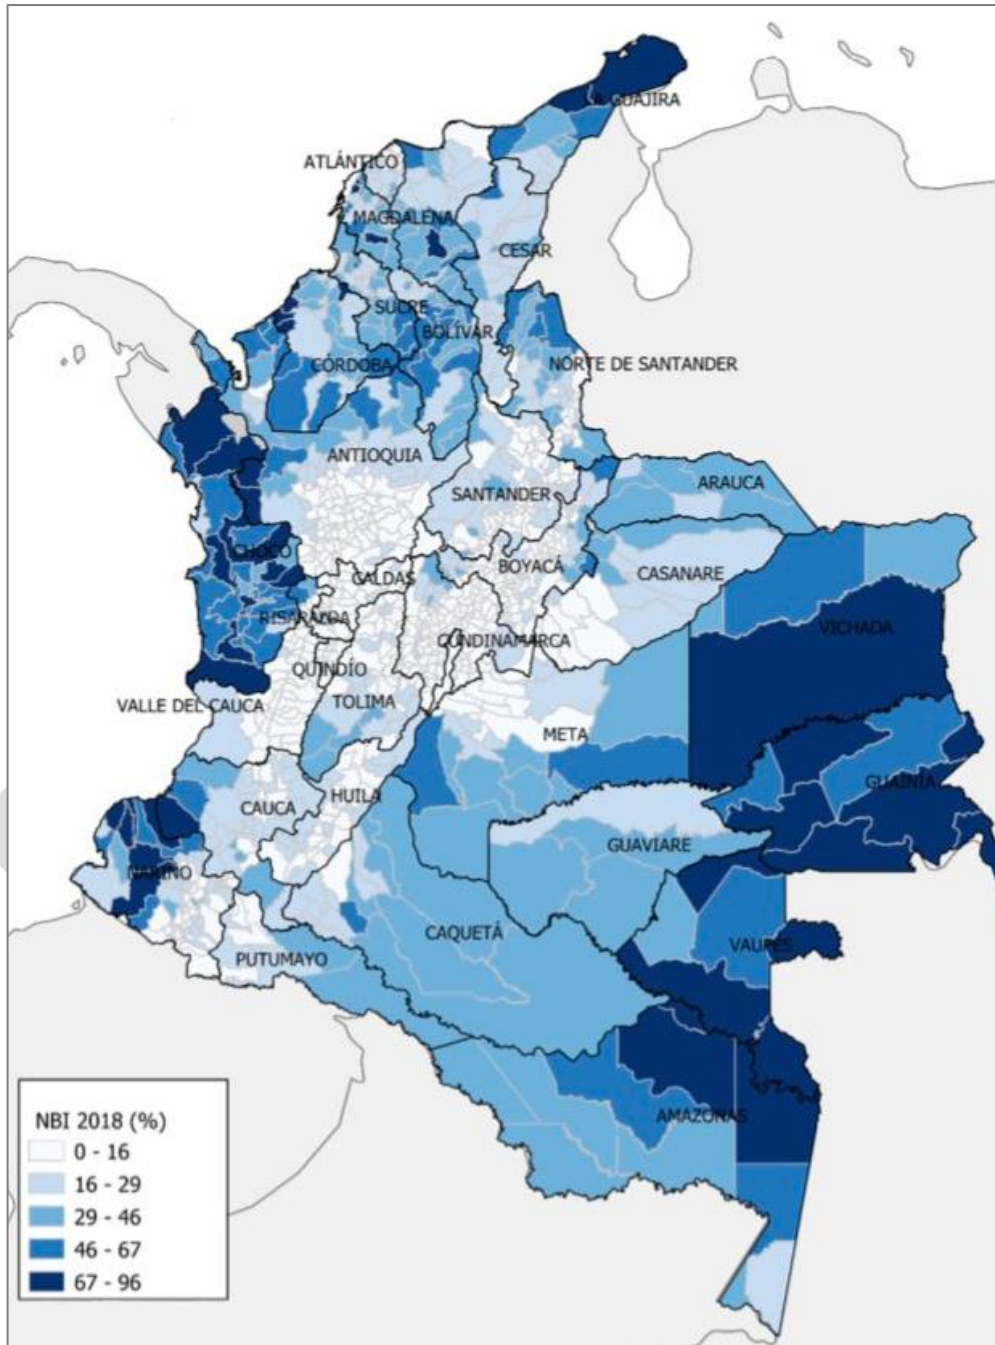 LA GUAJIRA
ATLÁNTICO
MAGDALENA
CESAR
SUCRE
BOLÍVAR
CÓRDOBA
NORTE DE SANTANDER
ANTIOQUIA
ARAUCA
SANTANDER
CHOCÓ
BOYACÁ
CALDAS
CASANARE
RISARALDA
VICHADA
CUNDINAMARCA
QUINDÍO
TOLIMA
VALLE DEL CAUCA
META
GUAINÍA
HUILA
CAUCA
GUAVIARE
NARIÑO
CAQUETÁ
VAUPÉS
PUTUMAYO
AMAZONAS
NBI 2018 (%)
0 - 16
16 - 29
29 - 46
46 - 67
67 - 96